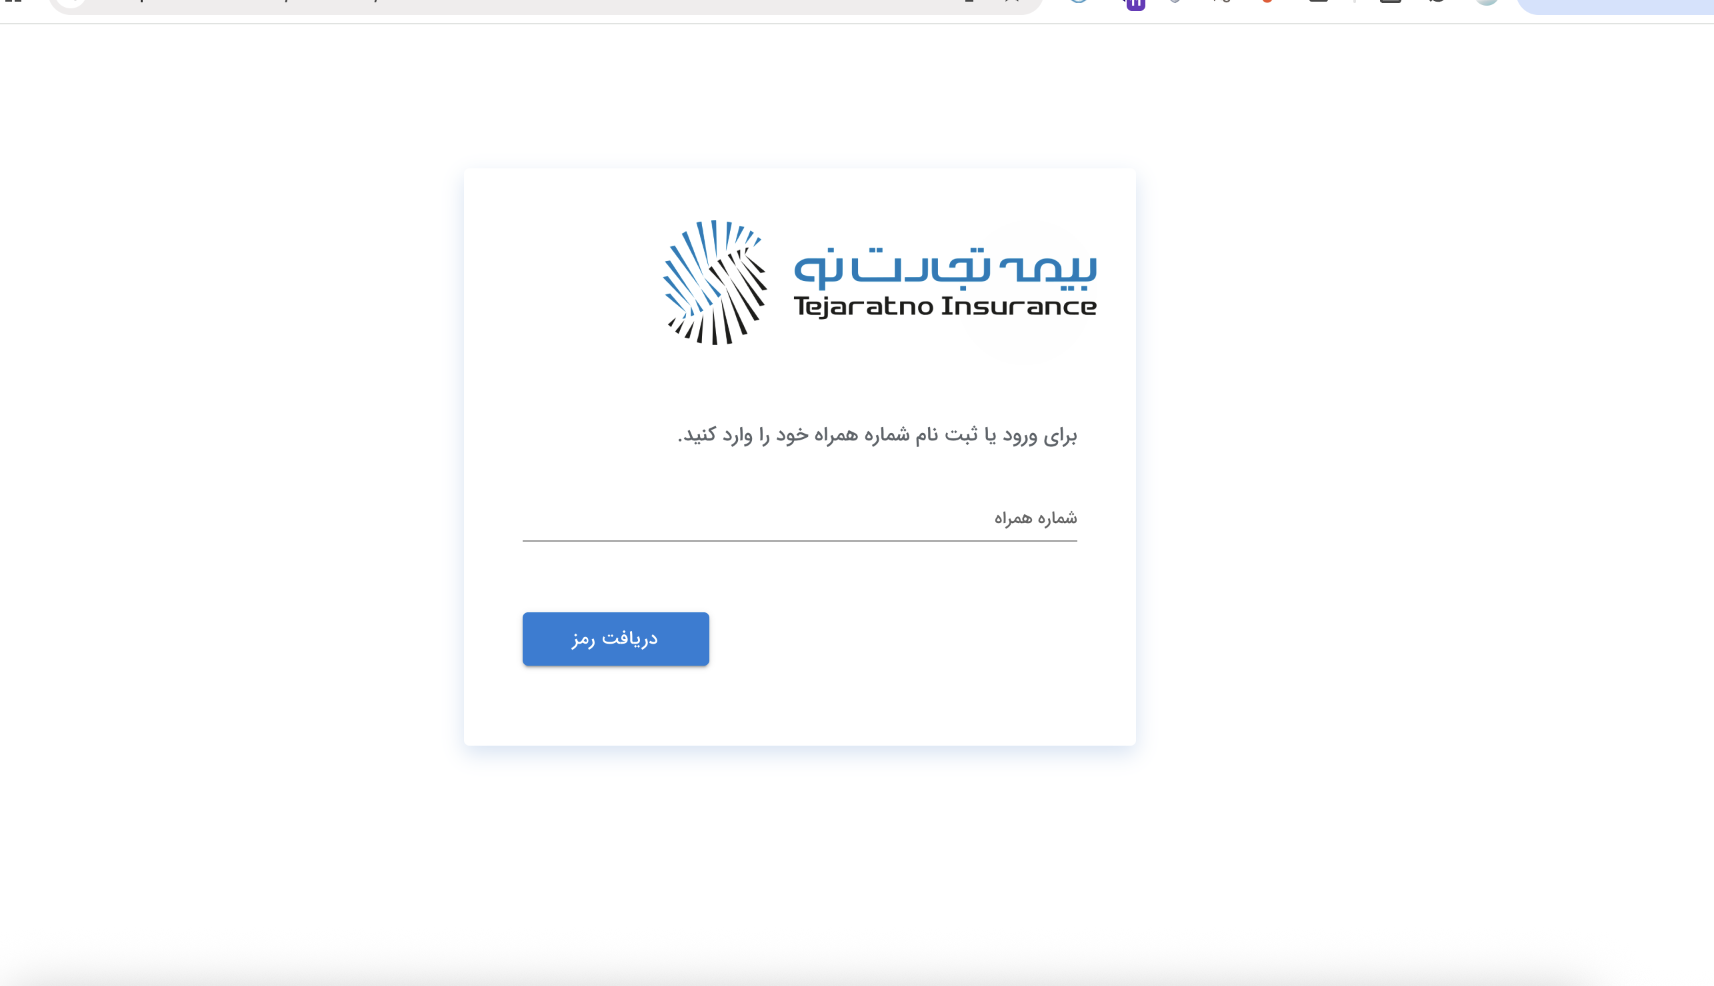 بیمه تجارت نو
Tejaratno Insurance
برای ورود یا ثبت نام شماره همراه خود را وارد کنید.
شماره همراه
دریافت رمز